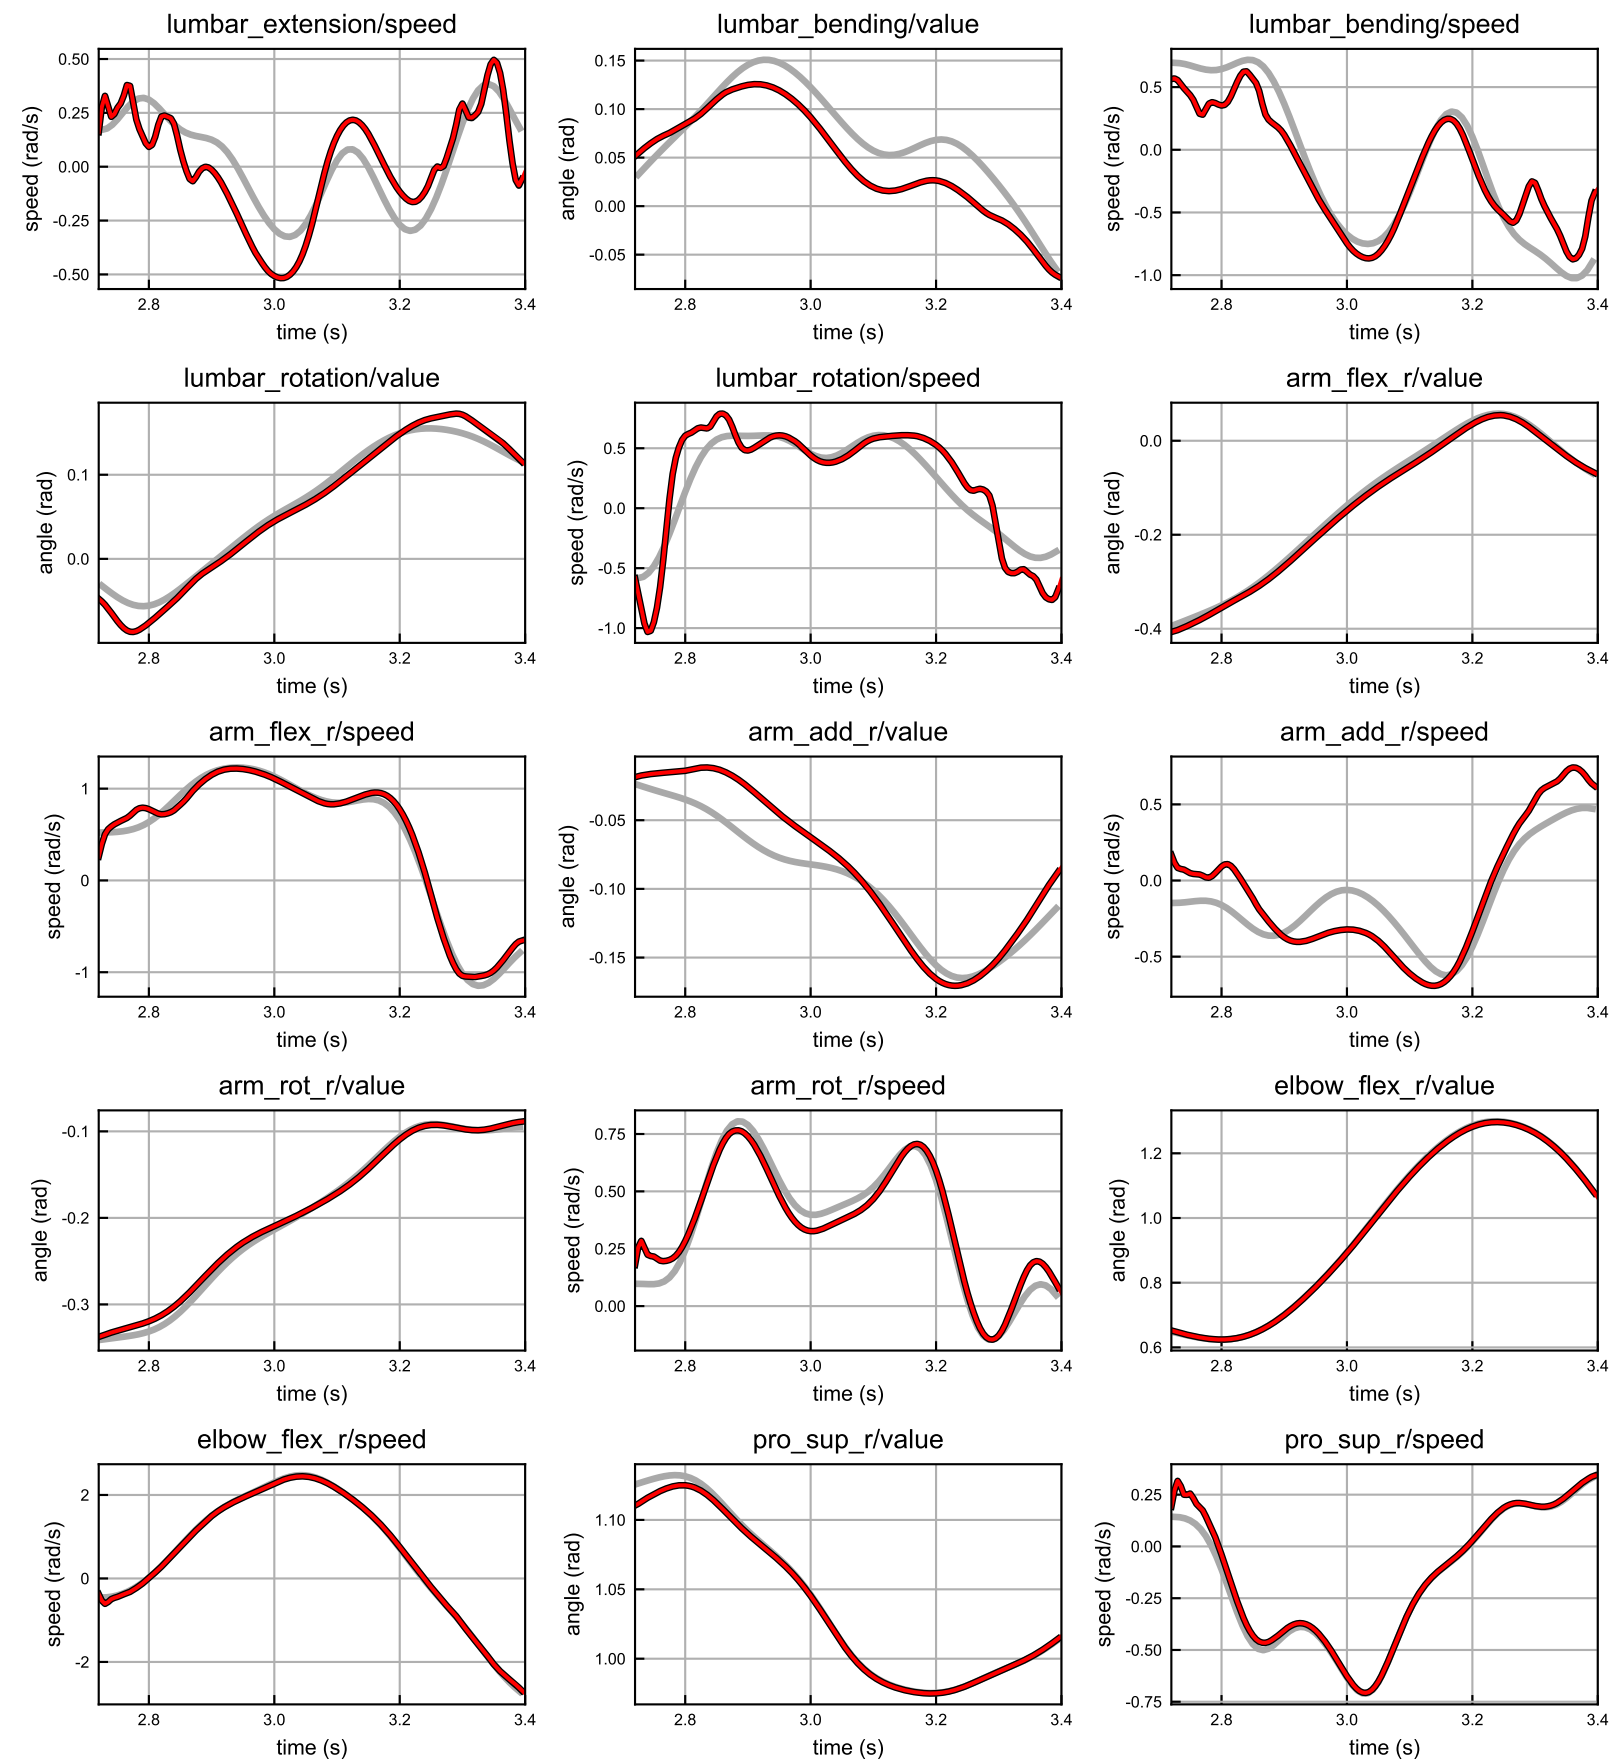 lumbar_extension/speed
speed (rad/s)
0.50
0.25
0.00
-0.25
-0.50
2.8 3.0 3.2 3.4
time (s)
lumbar_bending/value
angle (rad)
0.15
0.10
0.05
0.00
-0.05
2.8 3.0 3.2 3.4
time (s)
lumbar_bending/speed
speed (rad/s)
0.5
0.0
-0.5
-1.0
2.8 3.0 3.2 3.4
time (s)
lumbar_rotation/value
angle (rad)
0.1
0.0
2.8 3.0 3.2 3.4
time (s)
lumbar_rotation/speed
speed (rad/s)
0.5
0.0
-0.5
-1.0
2.8 3.0 3.2 3.4
time (s)
arm_flex_r/value
angle (rad)
0.0
-0.2
-0.4
2.8 3.0 3.2 3.4
time (s)
arm_flex_r/speed
speed (rad/s)
1
0
-1
2.8 3.0 3.2 3.4
time (s)
arm_add_r/value
angle (rad)
-0.05
-0.10
-0.15
2.8 3.0 3.2 3.4
time (s)
arm_add_r/speed
speed (rad/s)
0.5
0.0
-0.5
2.8 3.0 3.2 3.4
time (s)
arm_rot_r/value
angle (rad)
-0.1
-0.2
-0.3
2.8 3.0 3.2 3.4
time (s)
arm_rot_r/speed
speed (rad/s)
0.75
0.50
0.25
0.00
2.8 3.0 3.2 3.4
time (s)
elbow_flex_r/value
angle (rad)
1.2
1.0
0.8
0.6
2.8 3.0 3.2 3.4
time (s)
elbow_flex_r/speed
speed (rad/s)
2
0
-2
2.8 3.0 3.2 3.4
time (s)
pro_sup_r/value
angle (rad)
1.10
1.05
1.00
2.8 3.0 3.2 3.4
time (s)
pro_sup_r/speed
speed (rad/s)
0.25
0.00
-0.25
-0.50
-0.75
2.8 3.0 3.2 3.4
time (s)